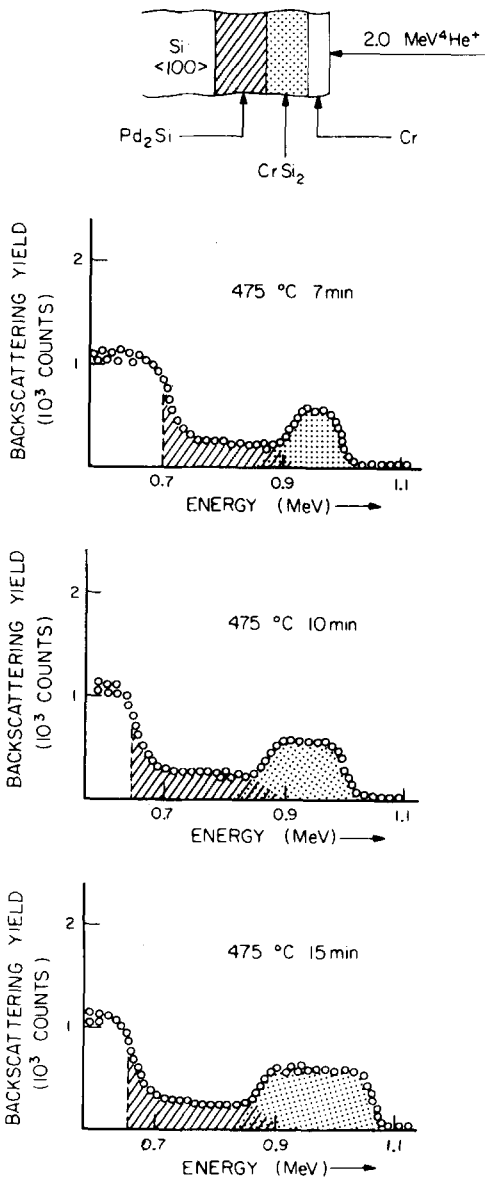 Si
<100>
2.0 MeV⁴He⁺
Pd₂Si
Cr
CrSi₂
BACKSCATTERING YIELD
(10³ COUNTS)
2
475 °C 7min
1
0.7
0.9
1.1
ENERGY (MeV)
BACKSCATTERING YIELD
(10³ COUNTS)
2
475 °C 10min
1
0.7
0.9
1.1
ENERGY (MeV)
BACKSCATTERING YIELD
(10³ COUNTS)
2
475 °C 15min
1
0.7
0.9
1.1
ENERGY (MeV)